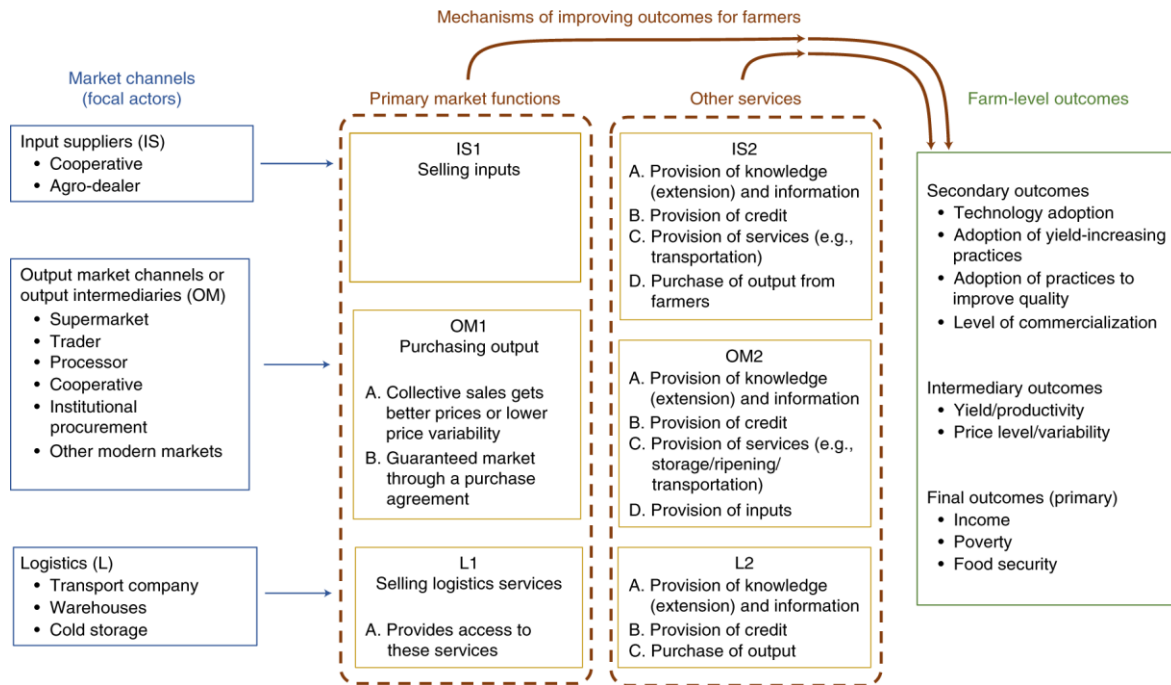 Mechanisms of improving outcomes for farmers
Market channels
(focal actors)
Primary market functions
Other services
Farm-level outcomes
Input suppliers (IS)
• Cooperative
• Agro-dealer
Output market channels or
output intermediaries (OM)
• Supermarket
• Trader
• Processor
• Cooperative
• Institutional
procurement
• Other modern markets
Logistics (L)
• Transport company
• Warehouses
• Cold storage
IS1
Selling inputs
OM1
Purchasing output
A. Collective sales gets
better prices or lower
price variability
B. Guaranteed market
through a purchase
agreement
L1
Selling logistics services
A. Provides access to
these services
IS2
A. Provision of knowledge
(extension) and information
B. Provision of credit
C. Provision of services (e.g.,
transportation)
D. Purchase of output from
farmers
OM2
A. Provision of knowledge
(extension) and information
B. Provision of credit
C. Provision of services (e.g.,
storage/ripening/
transportation)
D. Provision of inputs
L2
A. Provision of knowledge
(extension) and information
B. Provision of credit
C. Purchase of output
Secondary outcomes
• Technology adoption
• Adoption of yield-increasing
practices
• Adoption of practices to
improve quality
• Level of commercialization
Intermediary outcomes
• Yield/productivity
• Price level/variability
Final outcomes (primary)
• Income
• Poverty
• Food security